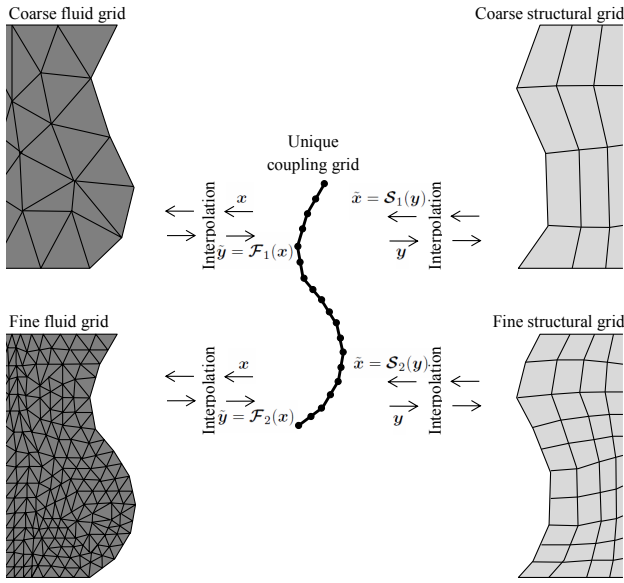 Coarse fluid grid
Coarse structural grid
Unique
coupling grid
Interpolation
x
ỹ = F₁(x)
x̃ = S₁(y)
y
Interpolation
Fine fluid grid
Fine structural grid
Interpolation
x
ỹ = F₂(x)
x̃ = S₂(y)
y
Interpolation